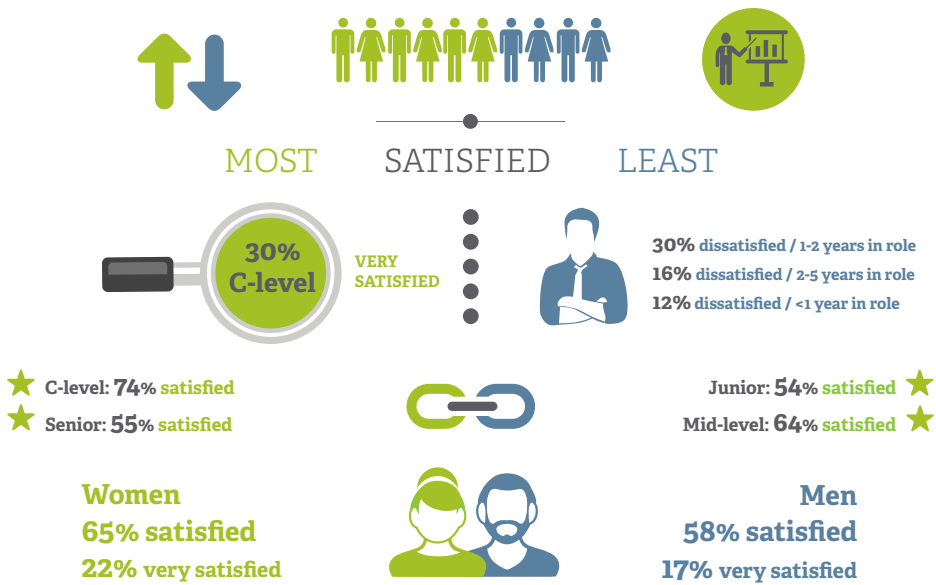 MOST SATISFIED LEAST
30%
C-level
VERY
SATISFIED
30% dissatisfied / 1-2 years in role
16% dissatisfied / 2-5 years in role
12% dissatisfied / <1 year in role
C-level: 74% satisfied
Senior: 55% satisfied
Junior: 54% satisfied
Mid-level: 64% satisfied
Women
65% satisfied
22% very satisfied
Men
58% satisfied
17% very satisfied